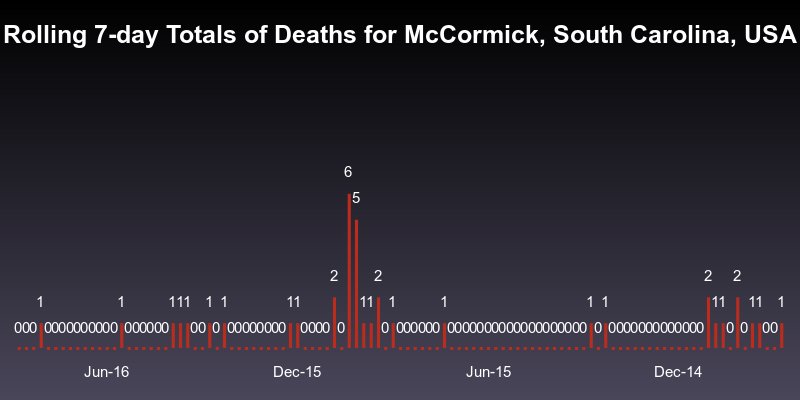 Rolling 7-day Totals of Deaths for McCormick, South Carolina, USA
6
5
2 2 2 2
1 1 111 1 1 11 11 1 1 1 1 11 11 1
000 0000000000 000000 00 0 00000000 0000 0 0 000000 0000000000000000000 0 0000000000000 0 0 00
Jun-16 Dec-15 Jun-15 Dec-14